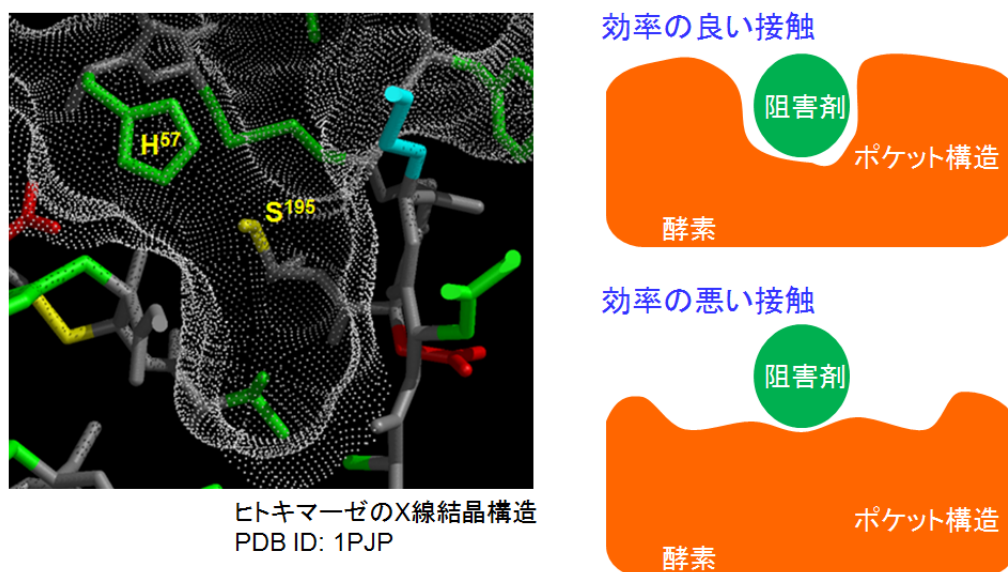 H57
S195
ヒトキマーゼのX線結晶構造
PDB ID: 1PJP
効率の良い接触
阻害剤
ポケット構造
酵素
効率の悪い接触
阻害剤
ポケット構造
酵素